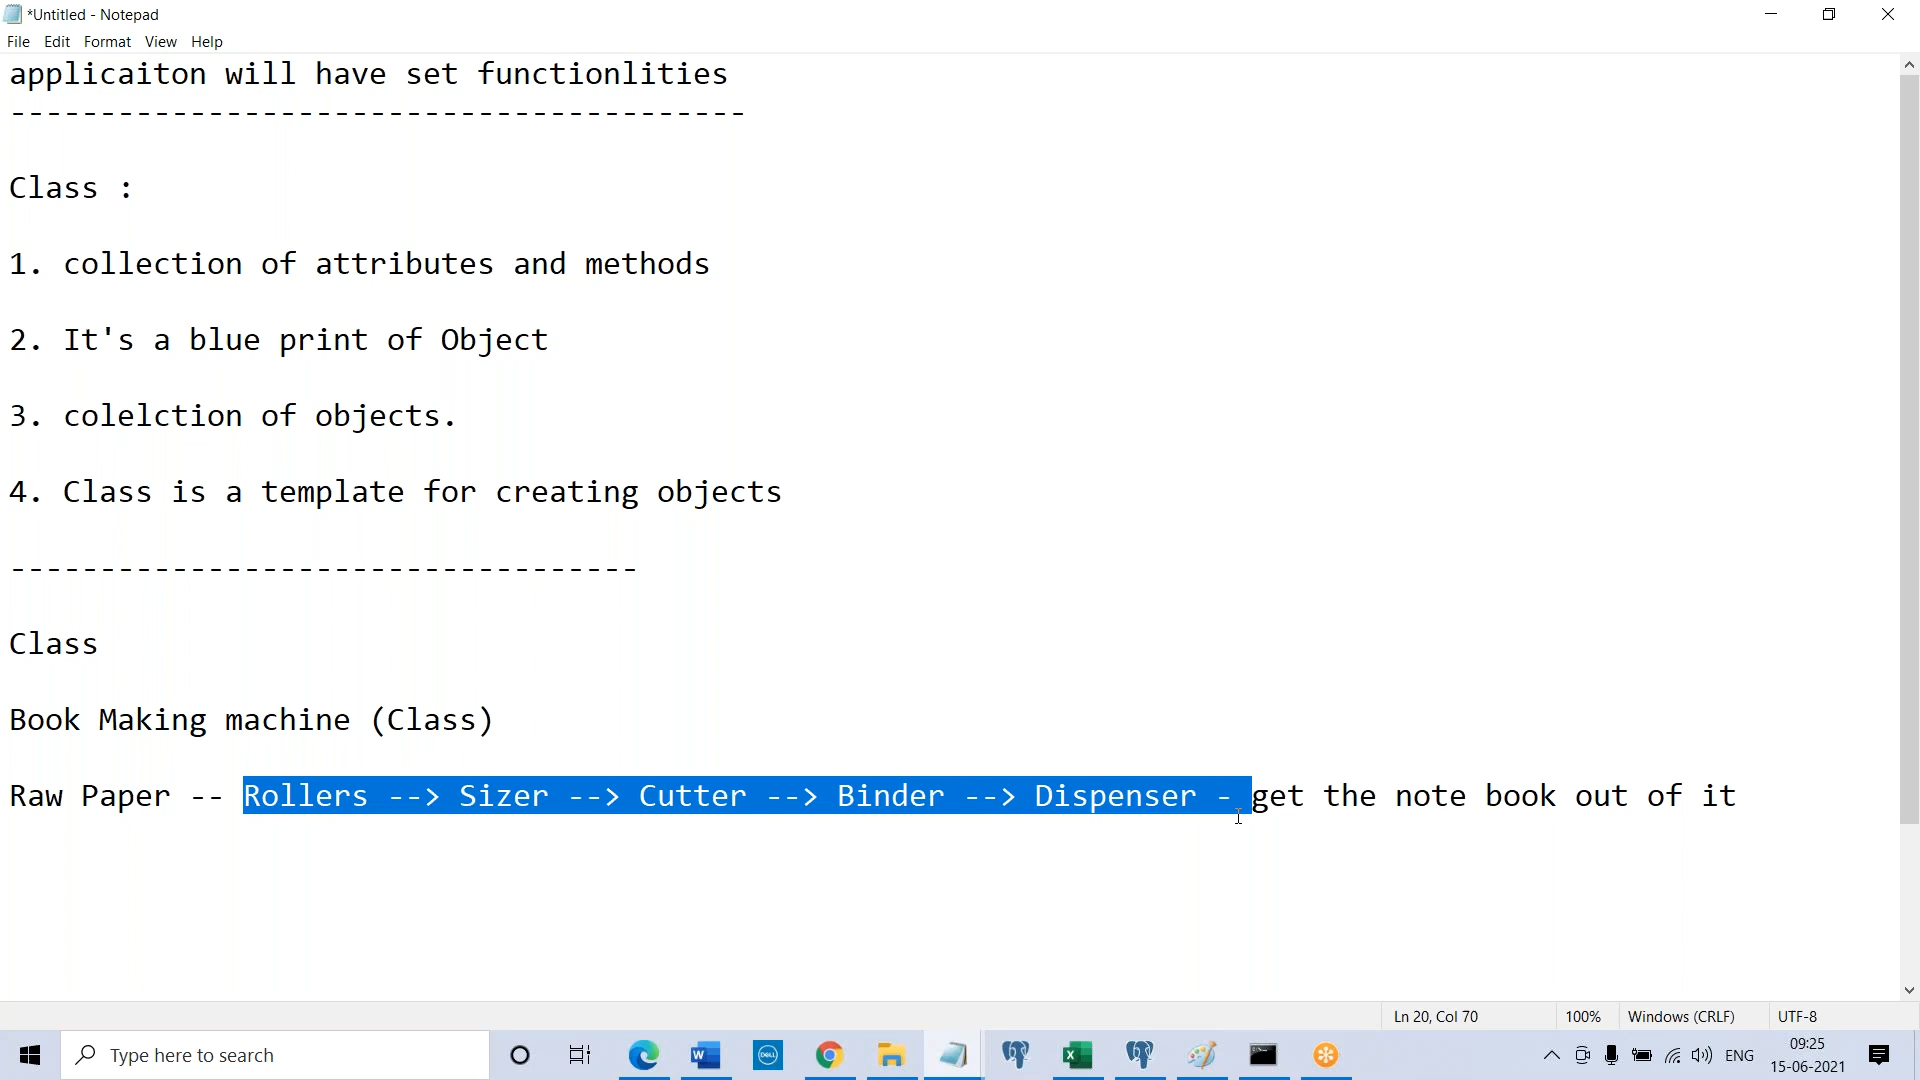 *Untitled - Notepad
File Edit Format View Help
applicaiton will have set functionlities
-----------------------------------------
Class :
1. collection of attributes and methods
2. It's a blue print of Object
3. colelction of objects.
4. Class is a template for creating objects
-----------------------------------
Class
Book Making machine (Class)
Raw Paper -- Rollers --> Sizer --> Cutter --> Binder --> Dispenser - get the note book out of it
Ln 20, Col 70 100% Windows (CRLF) UTF-8
Type here to search
DELL
ENG
09:25
15-06-2021